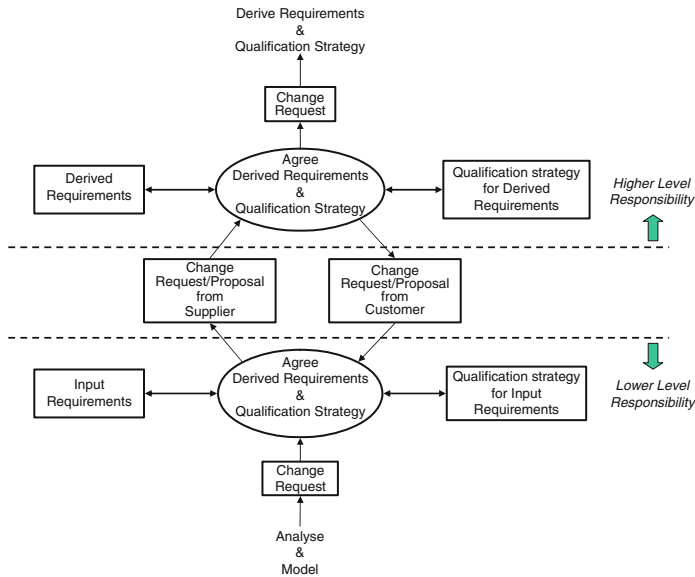 Derive Requirements
&
Qualification Strategy
Change
Request
Agree
Derived Requirements
&
Qualification Strategy
Derived
Requirements
Qualification strategy
for Derived
Requirements
Higher Level
Responsibility
Change
Request/Proposal
from
Supplier
Change
Request/Proposal
from
Customer
Agree
Derived Requirements
&
Qualification Strategy
Input
Requirements
Qualification strategy
for Input
Requirements
Lower Level
Responsibility
Change
Request
Analyse
&
Model